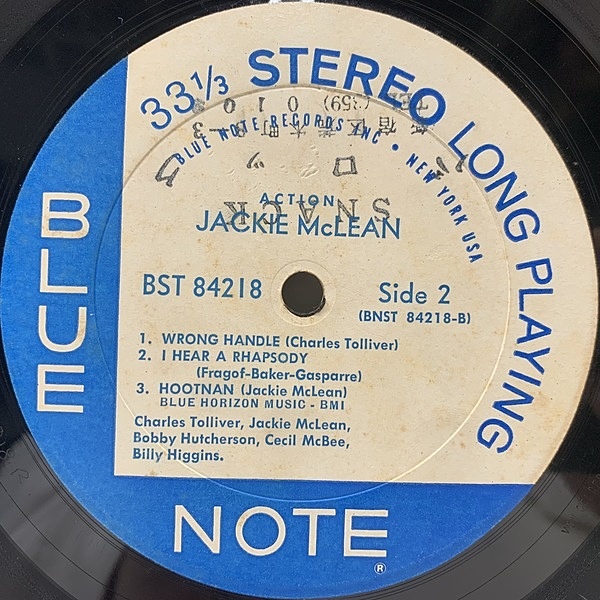 33⅓ STEREO LONG PLAYING
BLUE NOTE RECORDS INC • NEW YORK USA
BLUE
ACTION
JACKIE McLEAN
SNACK
BST 84218
Side 2
(BNST 84218-B)
1. WRONG HANDLE (Charles Tolliver)
2. I HEAR A RHAPSODY
(Fragof-Baker-Gasparre)
3. HOOTNAN (Jackie McLean)
BLUE HORIZON MUSIC - BMI
Charles Tolliver, Jackie McLean,
Bobby Hutcherson, Cecil McBee,
Billy Higgins.
NOTE
®